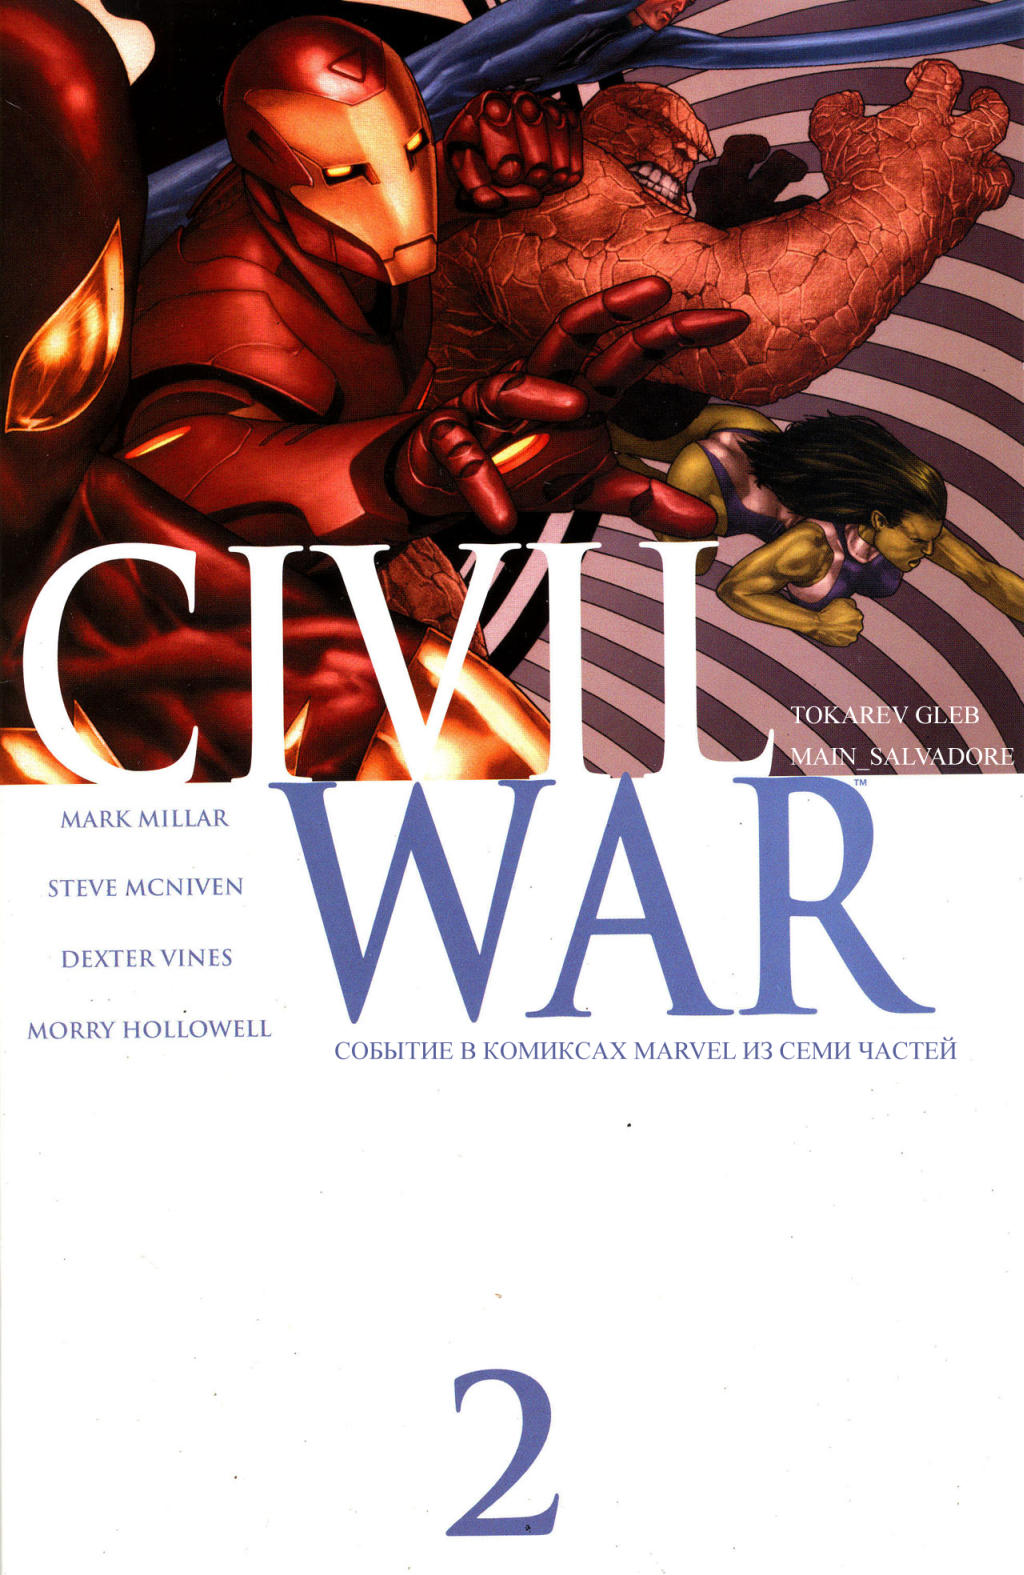 CIVIL
TOKAREV GLEB
MAIN_SALVADORE
WAR™
MARK MILLAR
STEVE MCNIVEN
DEXTER VINES
MORRY HOLLOWELL
СОБЫТИЕ В КОМИКСАХ MARVEL ИЗ СЕМИ ЧАСТЕЙ
2